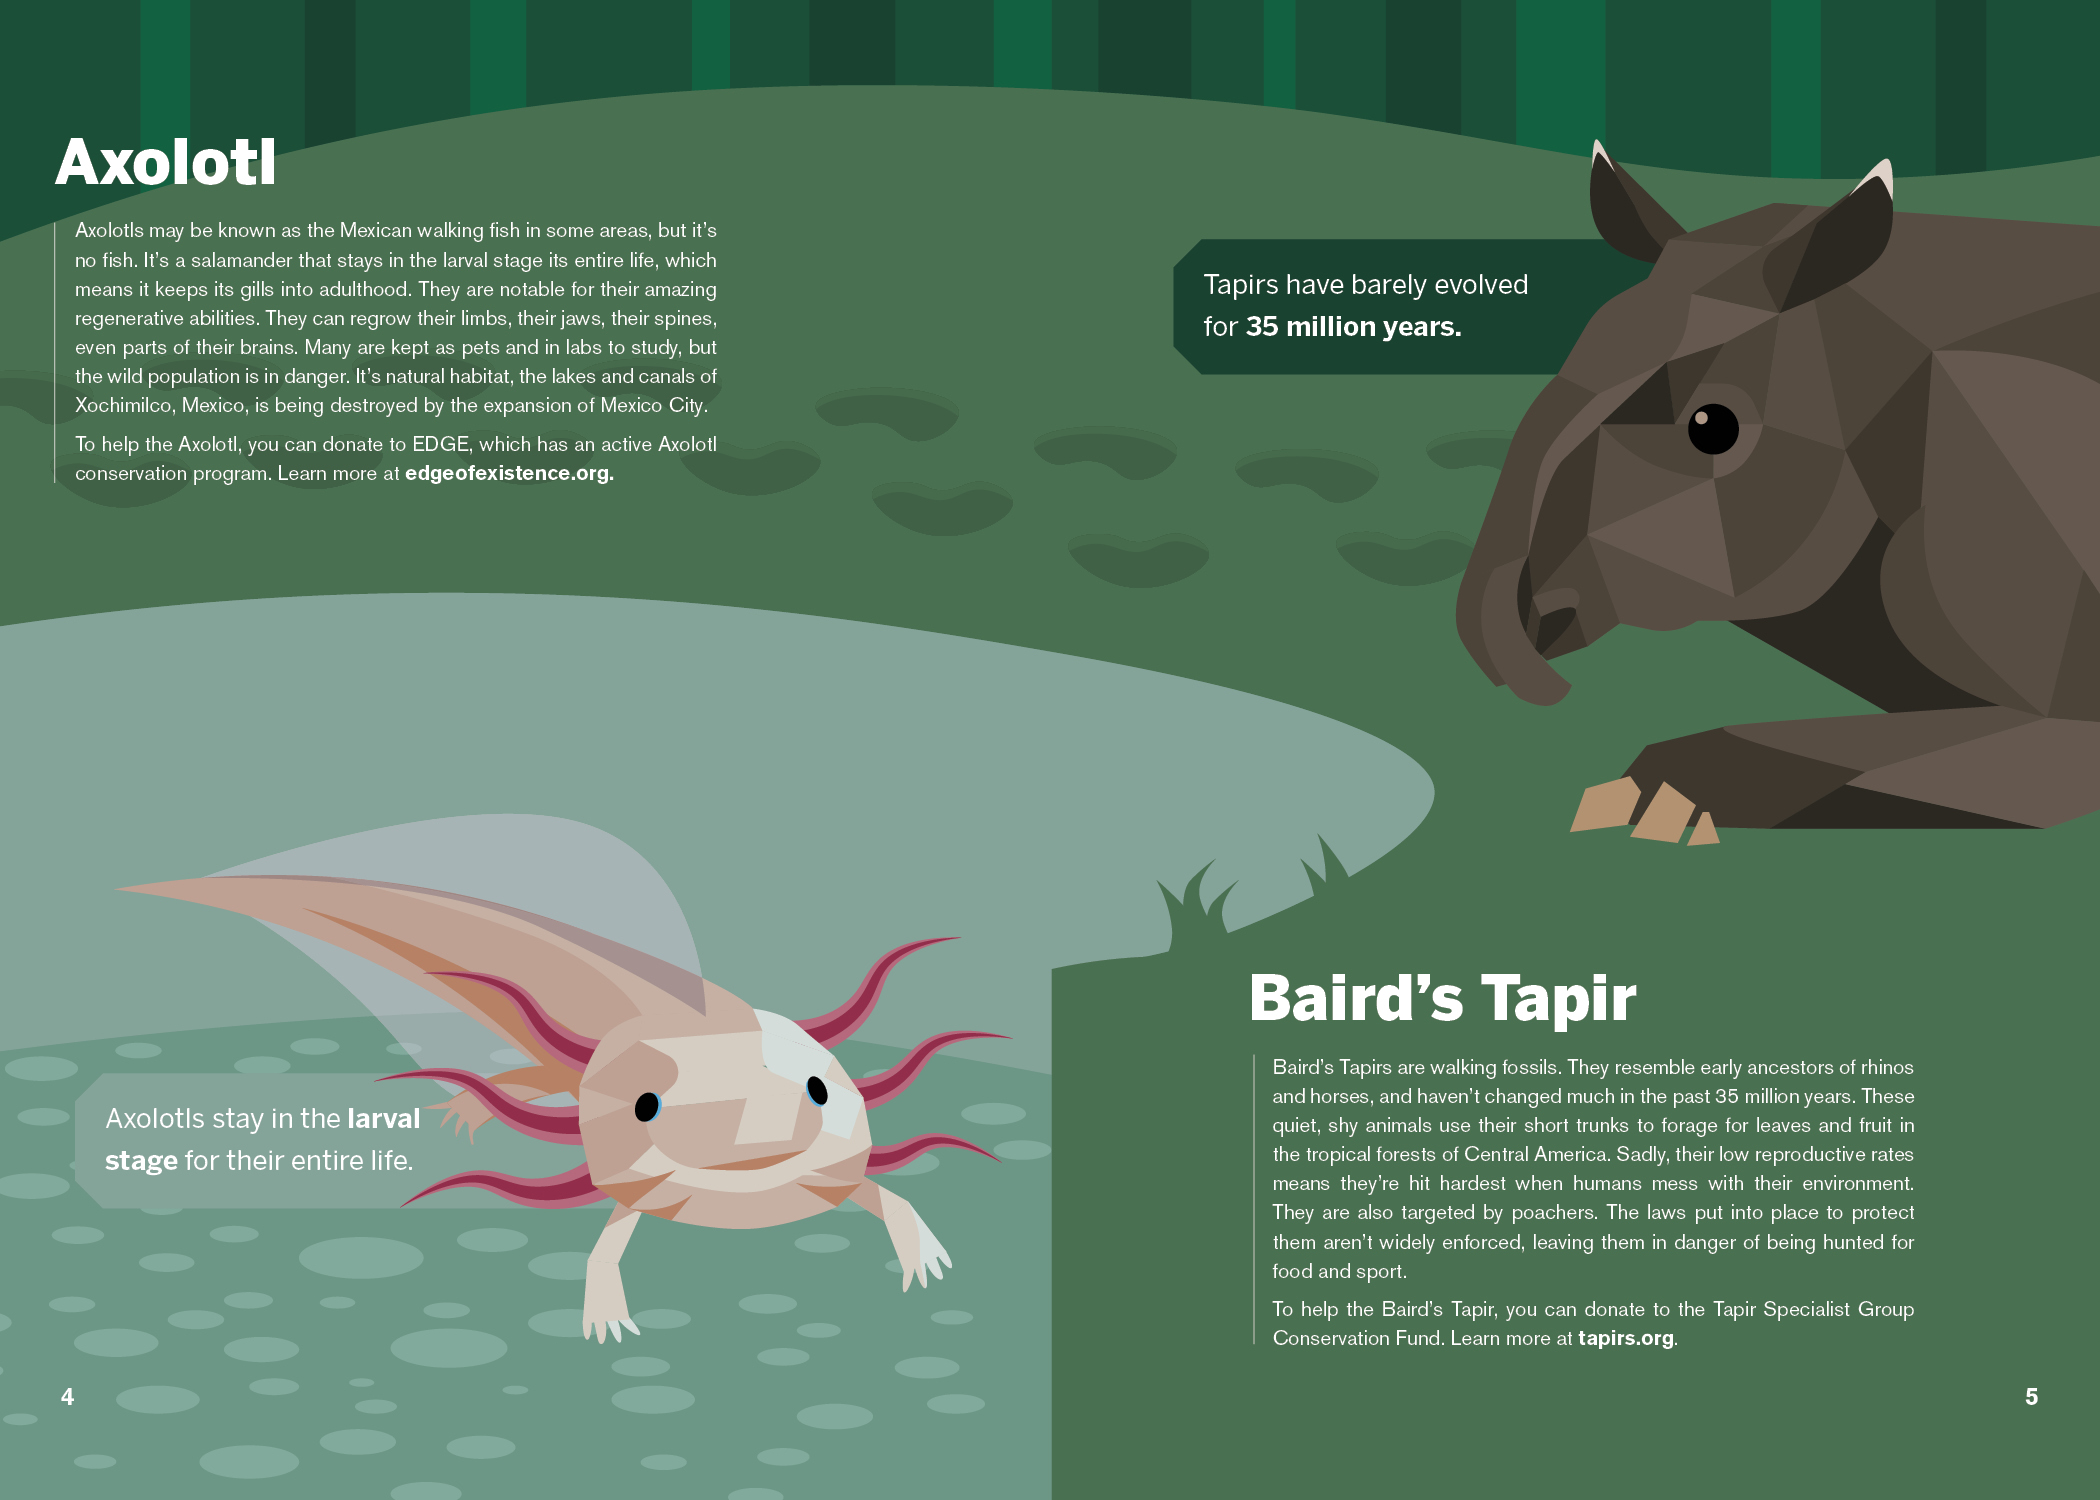 Axolotl
Axolotls may be known as the Mexican walking fish in some areas, but it’s
no fish. It’s a salamander that stays in the larval stage its entire life, which
means it keeps its gills into adulthood. They are notable for their amazing
regenerative abilities. They can regrow their limbs, their jaws, their spines,
even parts of their brains. Many are kept as pets and in labs to study, but
the wild population is in danger. It’s natural habitat, the lakes and canals of
Xochimilco, Mexico, is being destroyed by the expansion of Mexico City.
To help the Axolotl, you can donate to EDGE, which has an active Axolotl
conservation program. Learn more at edgeofexistence.org.
Tapirs have barely evolved
for 35 million years.
Axolotls stay in the larval
stage for their entire life.
Baird’s Tapir
Baird’s Tapirs are walking fossils. They resemble early ancestors of rhinos
and horses, and haven’t changed much in the past 35 million years. These
quiet, shy animals use their short trunks to forage for leaves and fruit in
the tropical forests of Central America. Sadly, their low reproductive rates
means they’re hit hardest when humans mess with their environment.
They are also targeted by poachers. The laws put into place to protect
them aren’t widely enforced, leaving them in danger of being hunted for
food and sport.
To help the Baird’s Tapir, you can donate to the Tapir Specialist Group
Conservation Fund. Learn more at tapirs.org.
4
5